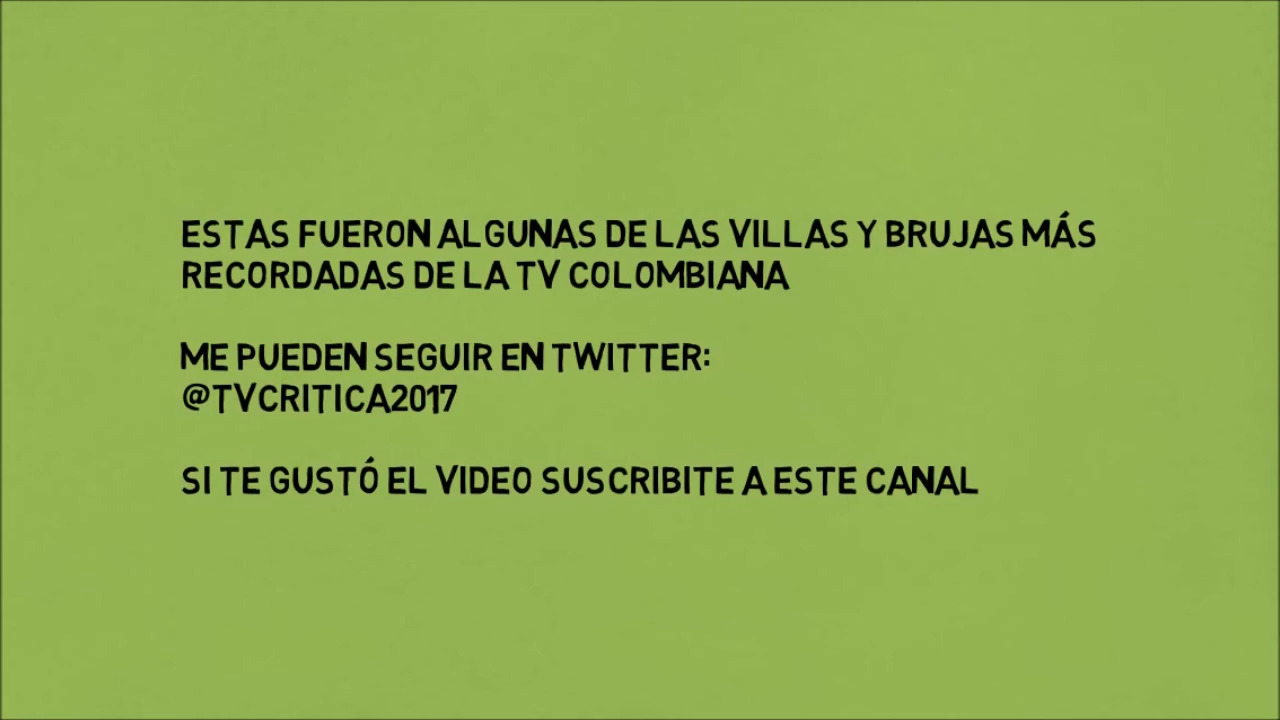 ESTAS FUERON ALGUNAS DE LAS VILLAS Y BRUJAS MÁS
RECORDADAS DE LA TV COLOMBIANA
ME PUEDEN SEGUIR EN TWITTER:
@TVCRITICA2017
SI TE GUSTÓ EL VIDEO SUSCRIBITE A ESTE CANAL